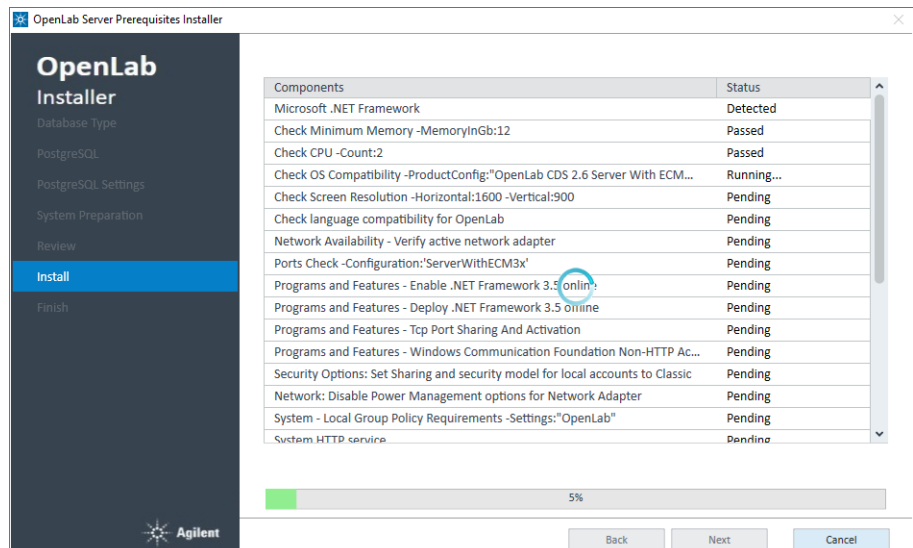 OpenLab Server Prerequisites Installer
OpenLab
Installer
Database Type
PostgreSQL
PostgreSQL Settings
System Preparation
Review
Install
Finish
Agilent
Components Status
Microsoft .NET Framework Detected
Check Minimum Memory -MemoryInGb:12 Passed
Check CPU -Count:2 Passed
Check OS Compatibility -ProductConfig:"OpenLab CDS 2.6 Server With ECM... Running...
Check Screen Resolution -Horizontal:1600 -Vertical:900 Pending
Check language compatibility for OpenLab Pending
Network Availability - Verify active network adapter Pending
Ports Check -Configuration:'ServerWithECM3x' Pending
Programs and Features - Enable .NET Framework 3.5 online Pending
Programs and Features - Deploy .NET Framework 3.5 offline Pending
Programs and Features - Tcp Port Sharing And Activation Pending
Programs and Features - Windows Communication Foundation Non-HTTP Ac... Pending
Security Options: Set Sharing and security model for local accounts to Classic Pending
Network: Disable Power Management options for Network Adapter Pending
System - Local Group Policy Requirements -Settings:"OpenLab" Pending
System HTTP service Pending
5%
Back Next Cancel